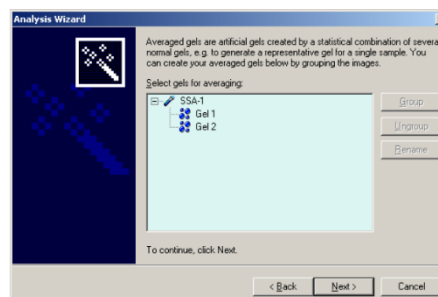 Analysis Wizard
Averaged gels are artificial gels created by a statistical combination of severa
normal gels, e.g. to generate a representative gel for a single sample. You
can create your averaged gels below by grouping the images.
Select gels for averaging:
SSA-1
Gel 1
Gel 2
Group
Ungroup
Rename
To continue, click Next.
< Back
Next >
Cancel